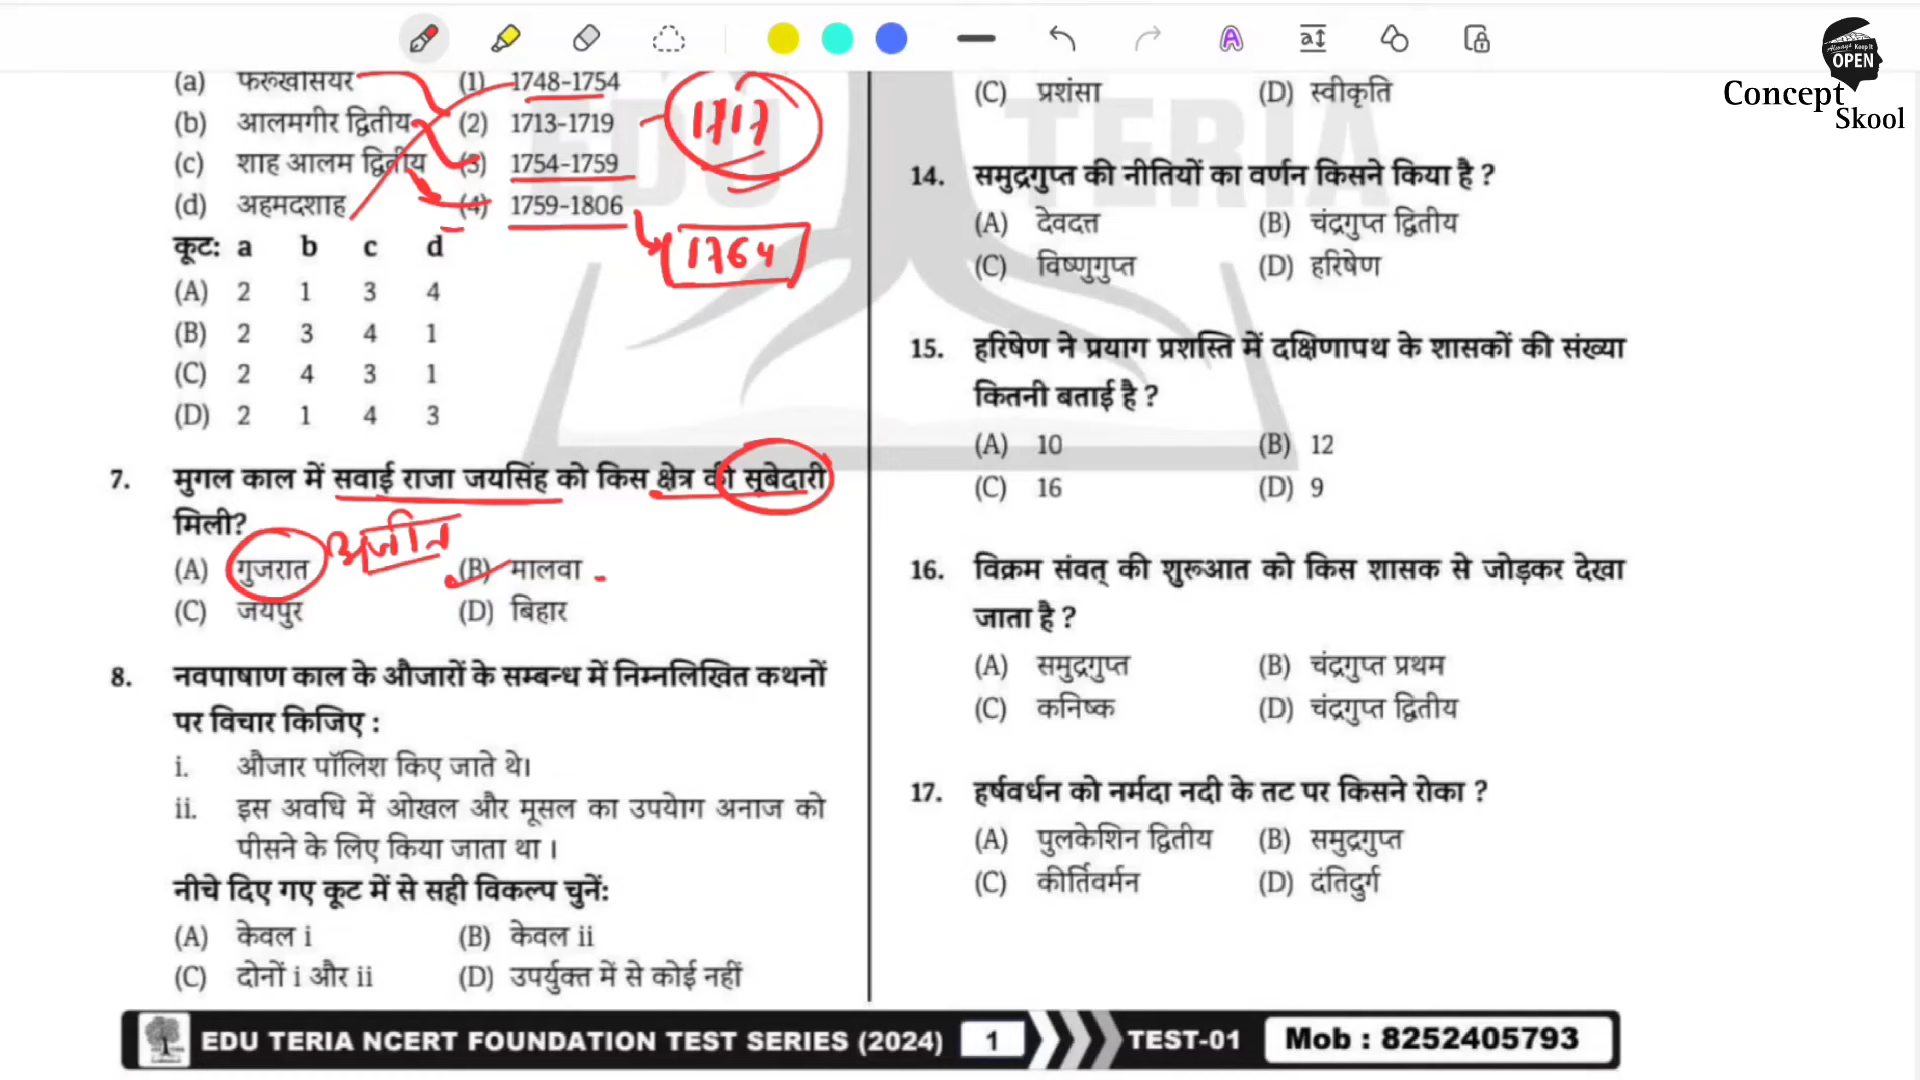 Always Keep It
OPEN
Concept
Skool
(a) फर्रूखसियर (1) 1748-1754
(b) आलमगीर द्वितीय (2) 1713-1719
1717
(c) शाह आलम द्वितीय (3) 1754-1759
(d) अहमदशाह (4) 1759-1806
1764
कूट: a b c d
(A) 2 1 3 4
(B) 2 3 4 1
(C) 2 4 3 1
(D) 2 1 4 3
7. मुगल काल में सवाई राजा जयसिंह को किस क्षेत्र की सूबेदारी
मिली?
अजीत
(A) गुजरात (B) मालवा
(C) जयपुर (D) बिहार
8. नवपाषाण काल के औजारों के सम्बन्ध में निम्नलिखित कथनों
पर विचार किजिए :
i. औजार पॉलिश किए जाते थे।
ii. इस अवधि में ओखल और मूसल का उपयेाग अनाज को
पीसने के लिए किया जाता था ।
नीचे दिए गए कूट में से सही विकल्प चुनें:
(A) केवल i (B) केवल ii
(C) दोनों i और ii (D) उपर्युक्त में से कोई नहीं
(C) प्रशंसा (D) स्वीकृति
14. समुद्रगुप्त की नीतियों का वर्णन किसने किया है ?
(A) देवदत्त (B) चंद्रगुप्त द्वितीय
(C) विष्णुगुप्त (D) हरिषेण
15. हरिषेण ने प्रयाग प्रशस्ति में दक्षिणापथ के शासकों की संख्या
कितनी बताई है ?
(A) 10 (B) 12
(C) 16 (D) 9
16. विक्रम संवत् की शुरूआत को किस शासक से जोड़कर देखा
जाता है ?
(A) समुद्रगुप्त (B) चंद्रगुप्त प्रथम
(C) कनिष्क (D) चंद्रगुप्त द्वितीय
17. हर्षवर्धन को नर्मदा नदी के तट पर किसने रोका ?
(A) पुलकेशिन द्वितीय (B) समुद्रगुप्त
(C) कीर्तिवर्मन (D) दंतिदुर्ग
EDU TERIA
EDU TERIA NCERT FOUNDATION TEST SERIES (2024) 1 TEST-01 Mob : 8252405793